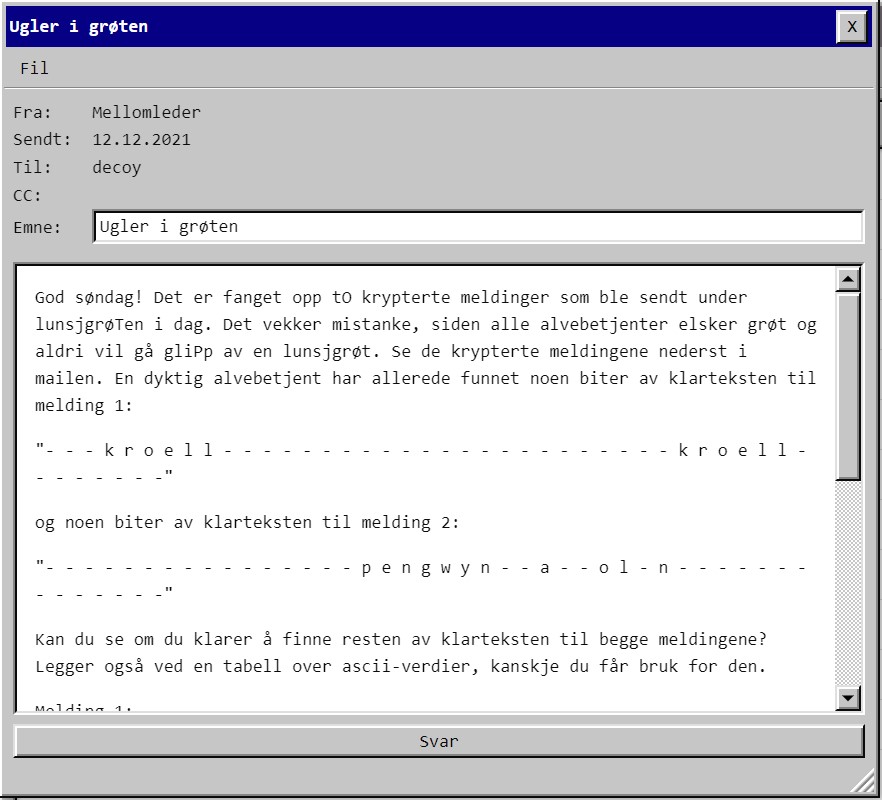 Ugler i grøten
X
Fil
Fra: Mellomleder
Sendt: 12.12.2021
Til: decoy
CC:
Emne: Ugler i grøten
God søndag! Det er fanget opp tO krypterte meldinger som ble sendt under
lunsjgrøTen i dag. Det vekker mistanke, siden alle alvebetjenter elsker grøt og
aldri vil gå gliPp av en lunsjgrøt. Se de krypterte meldingene nederst i
mailen. En dyktig alvebetjent har allerede funnet noen biter av klarteksten til
melding 1:
"- - - k r o e l l - - - - - - - - - - - - - - - - - - - - - - - k r o e l l -
- - - - - - -"
og noen biter av klarteksten til melding 2:
"- - - - - - - - - - - - - - - - p e n g w y n - - a - - o l - n - - - - - - -
- - - - - - -"
Kan du se om du klarer å finne resten av klarteksten til begge meldingene?
Legger også ved en tabell over ascii-verdier, kanskje du får bruk for den.
Melding 1:
Svar